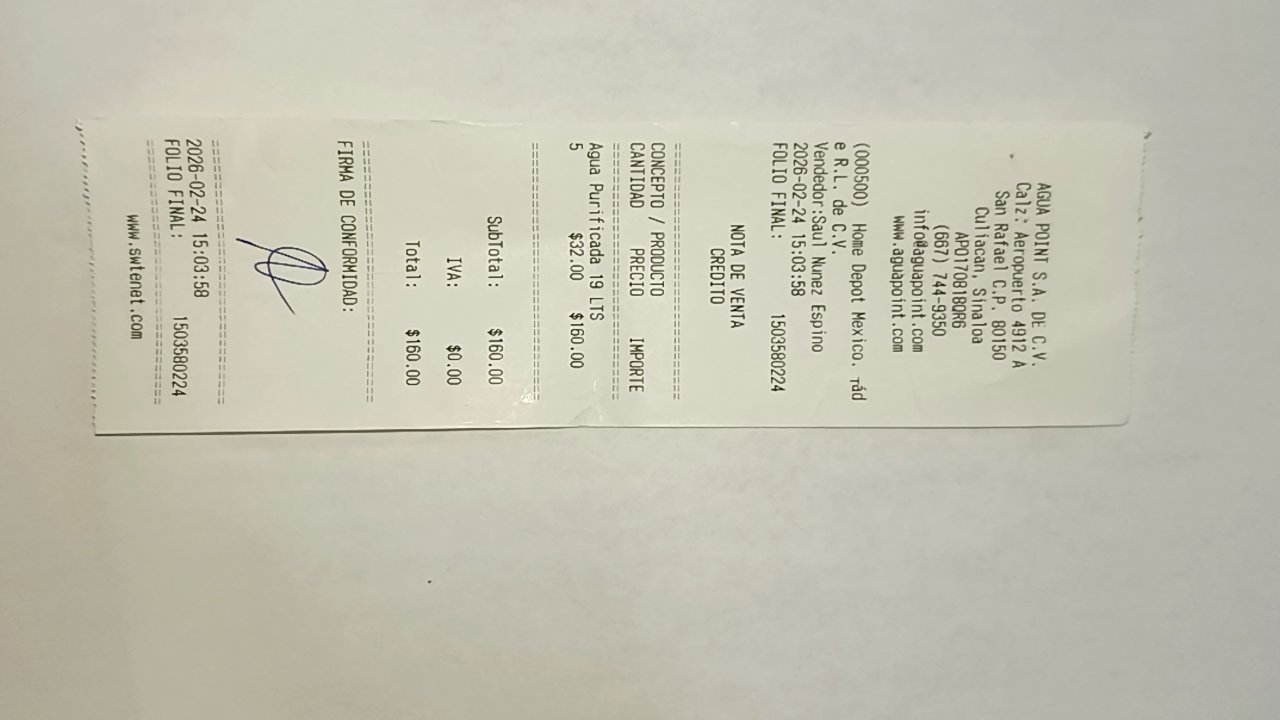 AGUA POINT S.A. DE C.V.
Calz: Aeropuerto 4912 A
San Rafael C.P. 80150
Culiacan, Sinaloa
APO170818QR6
(667) 744-9350
info@aguapoint.com
www.aguapoint.com
(000500) Home Depot Mexico. 
e R.L. de C.V.
Vendedor:Saul Nunez Espino
2026-02-24 15:03:58
FOLIO FINAL: 1503580224
NOTA DE VENTA
CREDITO
==============================
CONCEPTO / PRODUCTO
CANTIDAD PRECIO IMPORTE
==============================
Agua Purificada 19 LTS
5 $32.00 $160.00
==============================
SubTotal: $160.00
IVA: $0.00
Total: $160.00
==============================
FIRMA DE CONFORMIDAD:
==============================
2026-02-24 15:03:58
FOLIO FINAL: 1503580224
==============================
www.swtenet.com